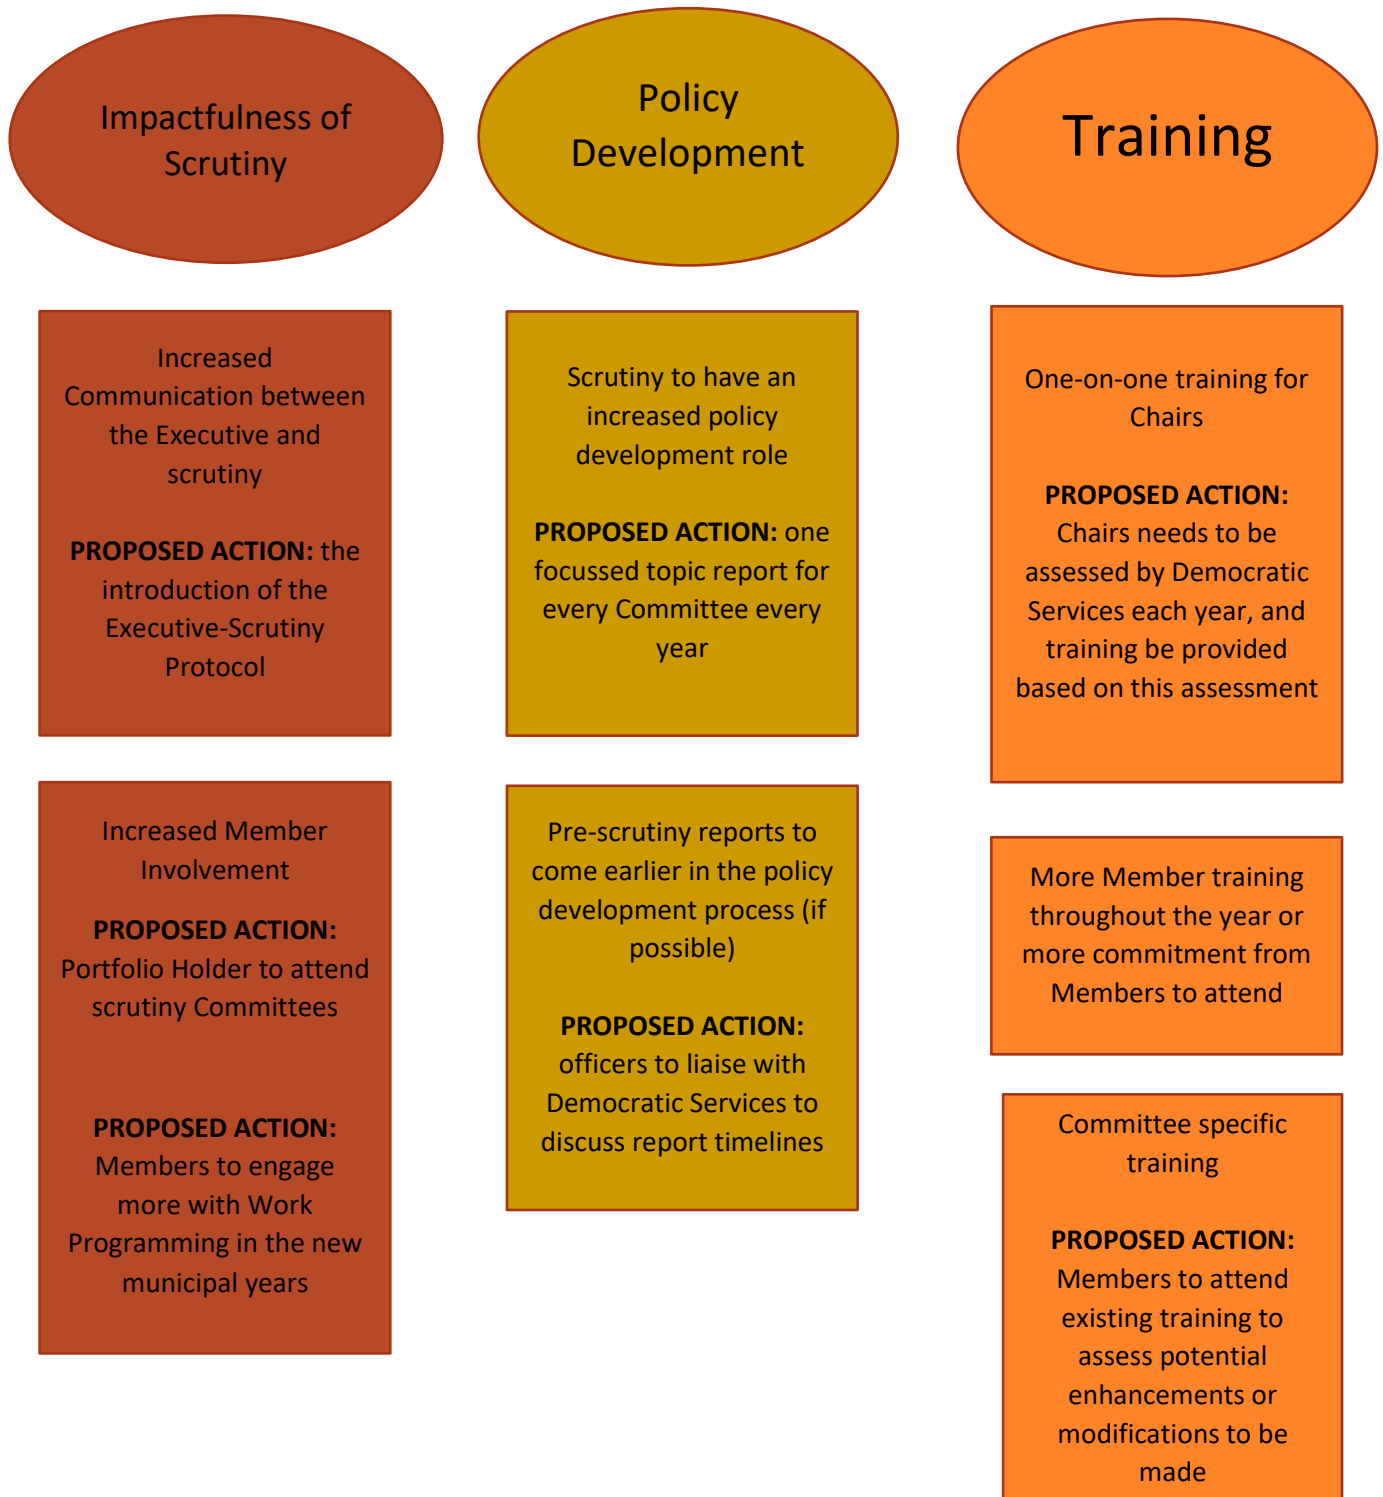 Impactfulness of
Scrutiny
Increased
Communication between
the Executive and
scrutiny
PROPOSED ACTION: the
introduction of the
Executive-Scrutiny
Protocol
Increased Member
Involvement
PROPOSED ACTION:
Portfolio Holder to attend
scrutiny Committees
PROPOSED ACTION:
Members to engage
more with Work
Programming in the new
municipal years
Policy
Development
Scrutiny to have an
increased policy
development role
PROPOSED ACTION: one
focussed topic report for
every Committee every
year
Pre-scrutiny reports to
come earlier in the policy
development process (if
possible)
PROPOSED ACTION:
officers to liaise with
Democratic Services to
discuss report timelines
Training
One-on-one training for
Chairs
PROPOSED ACTION:
Chairs needs to be
assessed by Democratic
Services each year, and
training be provided
based on this assessment
More Member training
throughout the year or
more commitment from
Members to attend
Committee specific
training
PROPOSED ACTION:
Members to attend
existing training to
assess potential
enhancements or
modifications to be
made